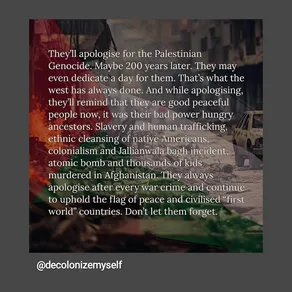 They'll apologise for the Palestinian
Genocide. Maybe 200 years later. They may
even dedicate a day for them. That's what the
west has always done. And while apologising,
they'll remind that they are good peaceful
people now, it was their bad power hungry
ancestors. Slavery and human trafficking,
ethnic cleansing of native Americans,
colonialism and Jallianwala bagh incident,
atomic bomb and thousands of kids
murdered in Afghanistan. They always
apologise after every war crime and continue
to uphold the flag of peace and civilised "first
world" countries. Don't let them forget.
@decolonizemyself